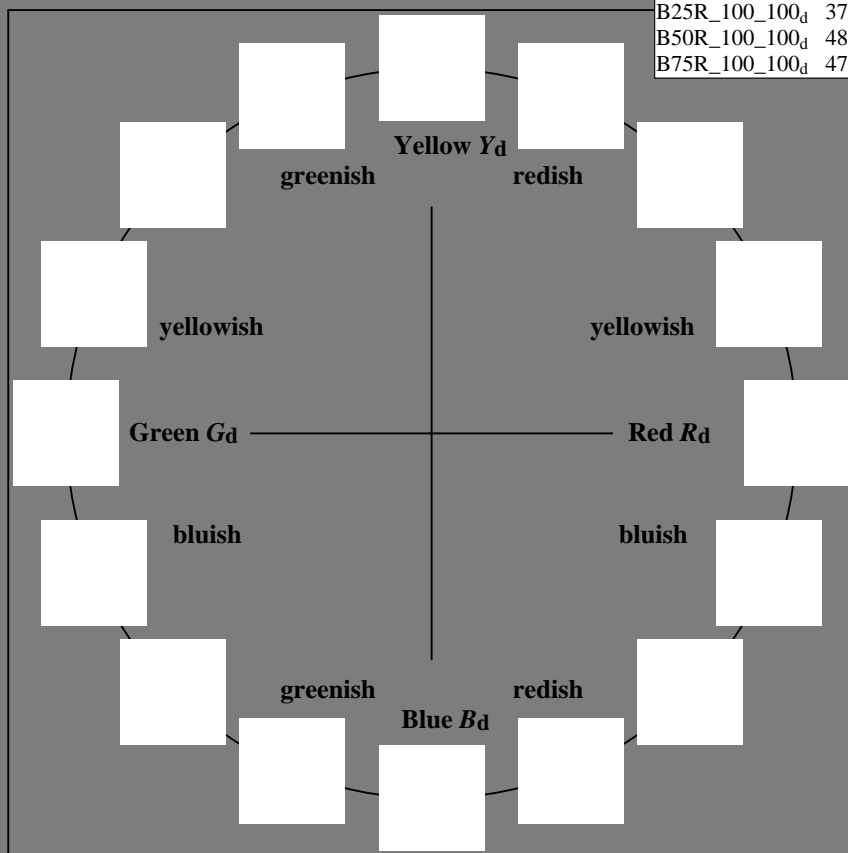 B25R_100_100d 37
B50R_100_100d 48
B75R_100_100d 47
Yellow Yd
greenish redish
yellowish yellowish
Green Gd Red Rd
bluish bluish
greenish redish
Blue Bd